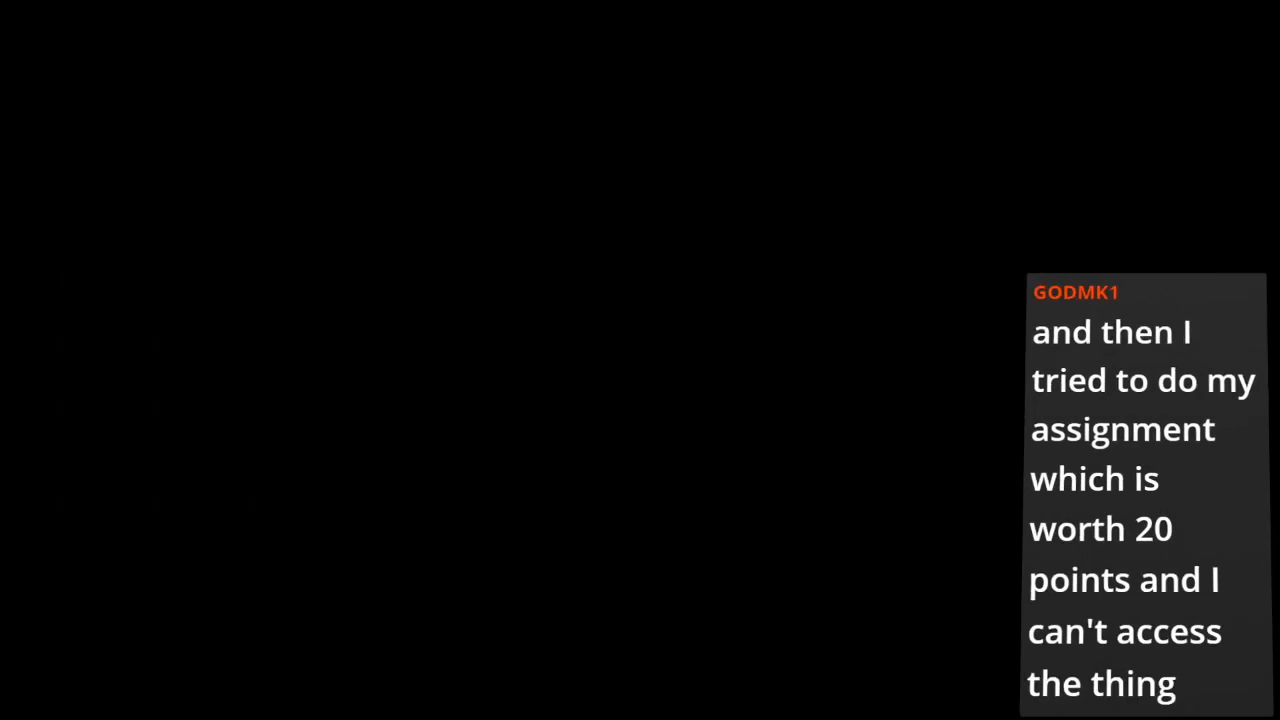 GODMK1
and then I
tried to do my
assignment
which is
worth 20
points and I
can't access
the thing